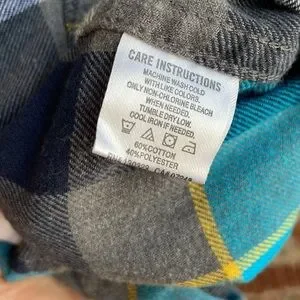 CARE INSTRUCTIONS
MACHINE WASH COLD
WITH LIKE COLORS.
ONLY NON-CHLORINE BLEACH
WHEN NEEDED.
TUMBLE DRY LOW.
COOL IRON IF NEEDED.
60%COTTON
40%POLYESTER